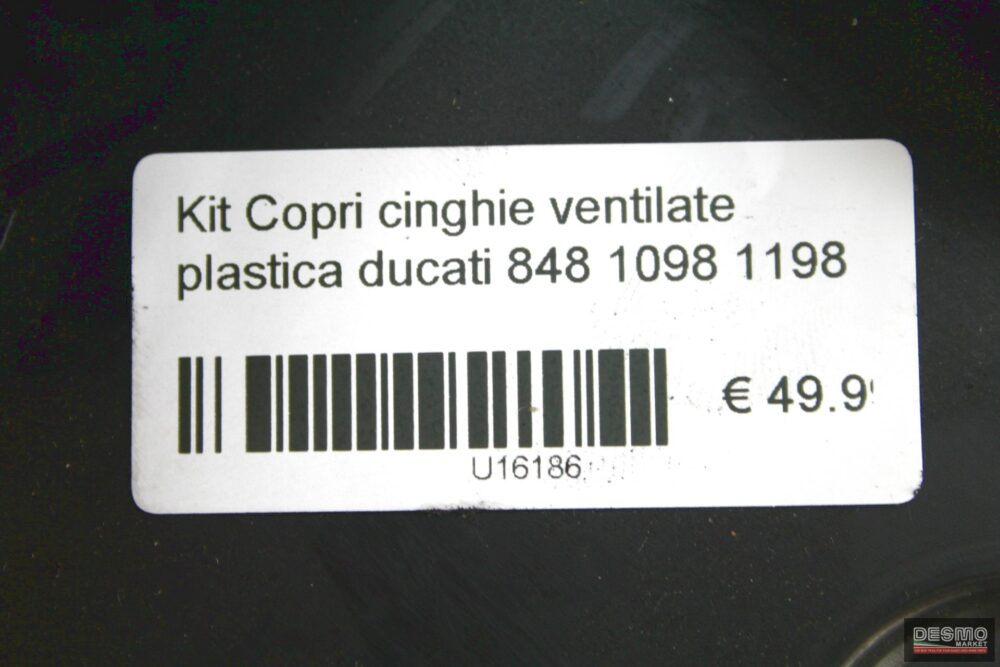 Kit Copri cinghie ventilate
plastica ducati 848 1098 1198
€ 49.9
U16186
DESMO
MARKET